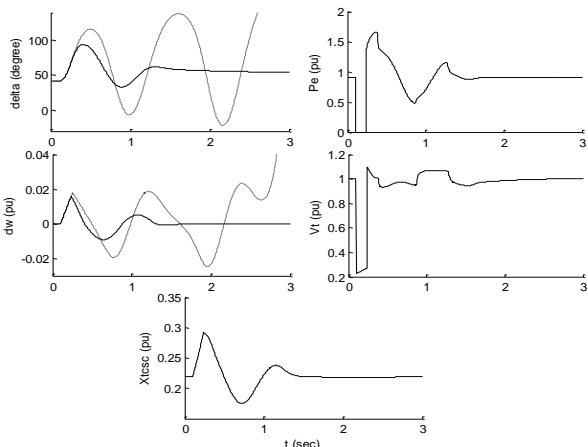 delta (degree)
100
50
0
0 1 2 3
Pe (pu)
2
1.5
1
0.5
0
0 1 2 3
dw (pu)
0.04
0.02
0
-0.02
0 1 2 3
Vt (pu)
1.2
1
0.8
0.6
0.4
0.2
0 1 2 3
Xtcsc (pu)
0.35
0.3
0.25
0.2
0 1 2 3
t (sec)